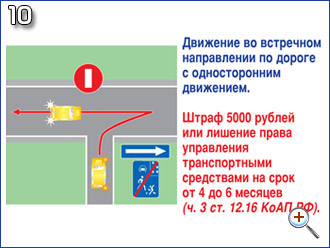 10
Движение во встречном
направлении по дороге
с односторонним
движением.
Штраф 5000 рублей
или лишение права
управления
транспортными
средствами на срок
от 4 до 6 месяцев
(ч. 3 ст. 12.16 КоАП РФ).